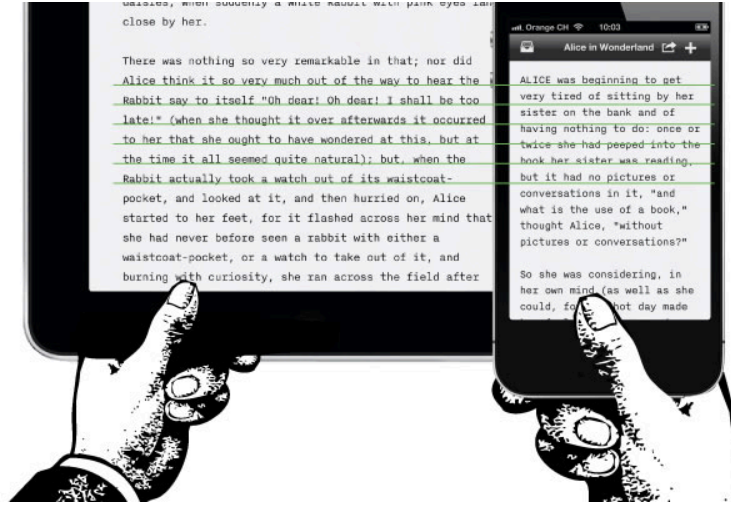 daisies, when suddenly a White Rabbit with pink eyes ran
close by her.
There was nothing so very remarkable in that; nor did
Alice think it so very much out of the way to hear the
Rabbit say to itself "Oh dear! Oh dear! I shall be too
late!" (when she thought it over afterwards it occurred
to her that she ought to have wondered at this, but at
the time it all seemed quite natural); but, when the
Rabbit actually took a watch out of its waistcoat-
pocket, and looked at it, and then hurried on, Alice
started to her feet, for it flashed across her mind that
she had never before seen a rabbit with either a
waistcoat-pocket, or a watch to take out of it, and
burning with curiosity, she ran across the field after
Orange CH 10:03
Alice in Wonderland
ALICE was beginning to get
very tired of sitting by her
sister on the bank and of
having nothing to do: once or
twice she had peeped into the
book her sister was reading,
but it had no pictures or
conversations in it, "and
what is the use of a book,"
thought Alice, "without
pictures or conversations?"
So she was considering, in
her own mind (as well as she
could, fo hot day made